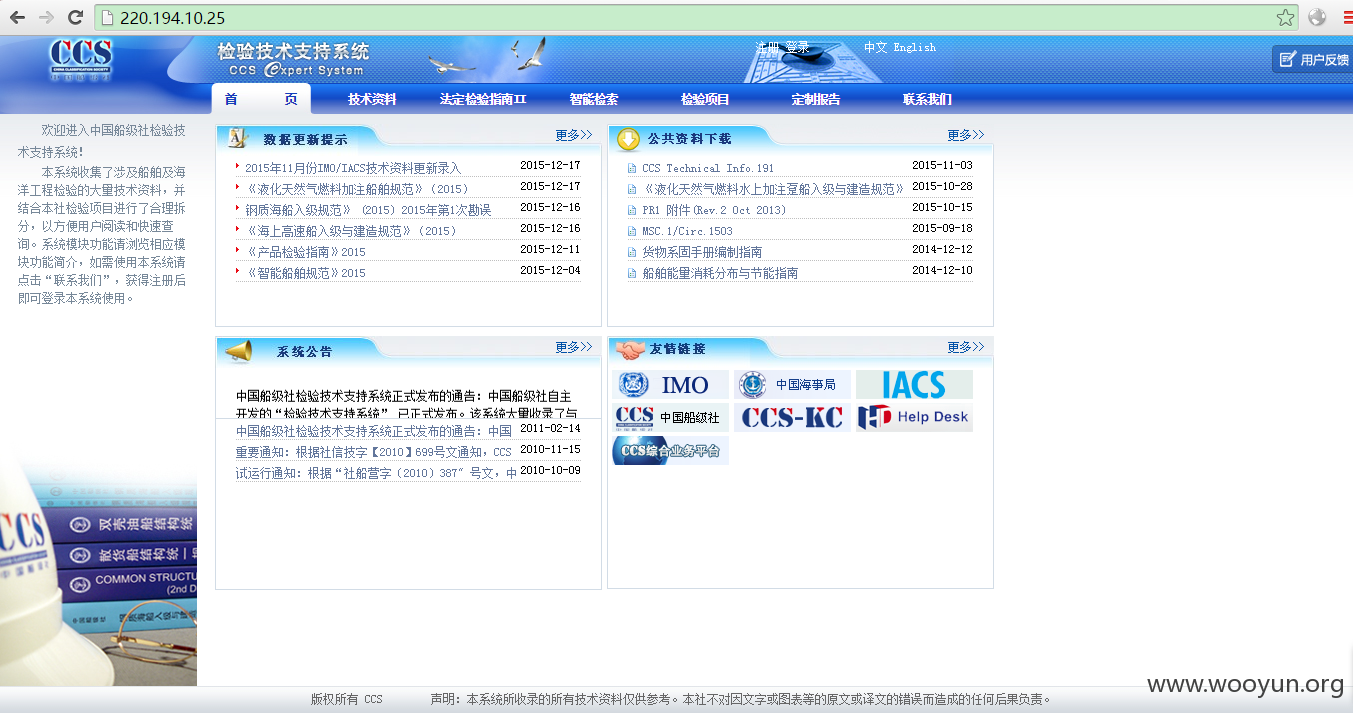 220.194.10.25
CCS
检验技术支持系统
CCS expert System
注册 登录
中文 English
用户反馈
首 页
技术资料
法定检验指南II
智能检索
检验项目
定制报告
联系我们
欢迎进入中国船级社检验技
术支持系统!
本系统收集了涉及船舶及海
洋工程检验的大量技术资料,并
结合本社检验项目进行了合理拆
分,以方便用户阅读和快速查
询。系统模块功能请浏览相应模
块功能简介,如需使用本系统请
点击“联系我们”,获得注册后
即可登录本系统使用。
数据更新提示
更多>>
2015年11月份IMO/IACS技术资料更新录入 2015-12-17
《液化天然气燃料加注船舶规范》(2015) 2015-12-17
钢质海船入级规范》 (2015) 2015年第1次勘误 2015-12-16
《海上高速船入级与建造规范》(2015) 2015-12-16
《产品检验指南》2015 2015-12-11
《智能船舶规范》2015 2015-12-04
公共资料下载
更多>>
CCS Technical Info.191 2015-11-03
《液化天然气燃料水上加注趸船入级与建造规范》 2015-10-28
PR1 附件(Rev.2 Oct 2013) 2015-10-15
MSC.1/Circ.1503 2015-09-18
货物系固手册编制指南 2014-12-12
船舶能量消耗分布与节能指南 2014-12-10
系统公告
更多>>
中国船级社检验技术支持系统正式发布的通告: 中国船级社自主
开发的“检验技术支持系统” 已正式发布。该系统大量收录了与
中国船级社检验技术支持系统正式发布的通告: 中国 2011-02-14
重要通知: 根据社信技字【2010】699号文通知, CCS 2010-11-15
试运行通知: 根据“社船营字(2010)387”号文, 中 2010-10-09
友情链接
更多>>
IMO
中国海事局
IACS
CCS 中国船级社
CCS-KC
Help Desk
CCS综合业务平台
CCS
双壳油船结构统
散货船结构统一
COMMON STRUCTU
(2nd D
版权所有 CCS
声明: 本系统所收录的所有技术资料仅供参考。本社不对因文字或图表等的原文或译文的错误而造成的任何后果负责。
www.wooyun.org